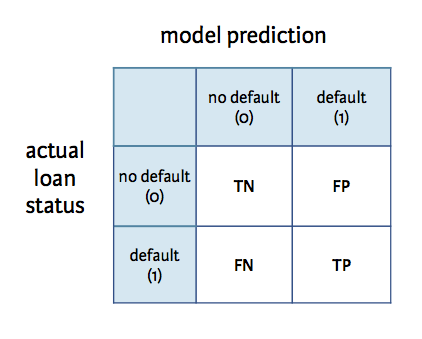 model prediction
no default
(0)
default
(1)
actual
loan
status
no default
(0)
TN
FP
default
(1)
FN
TP